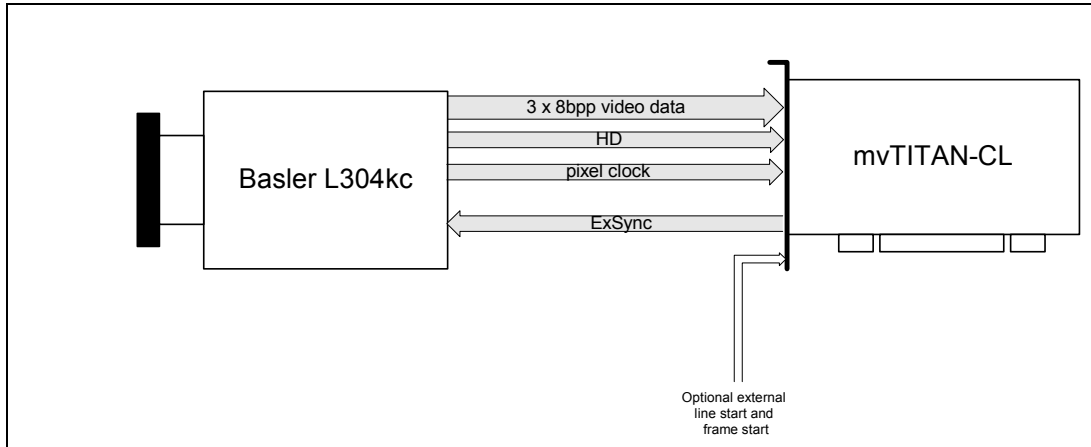 3 x 8bpp video data
HD
pixel clock
ExSync
Basler L304kc
mvTITAN-CL
Optional external
line start and
frame start